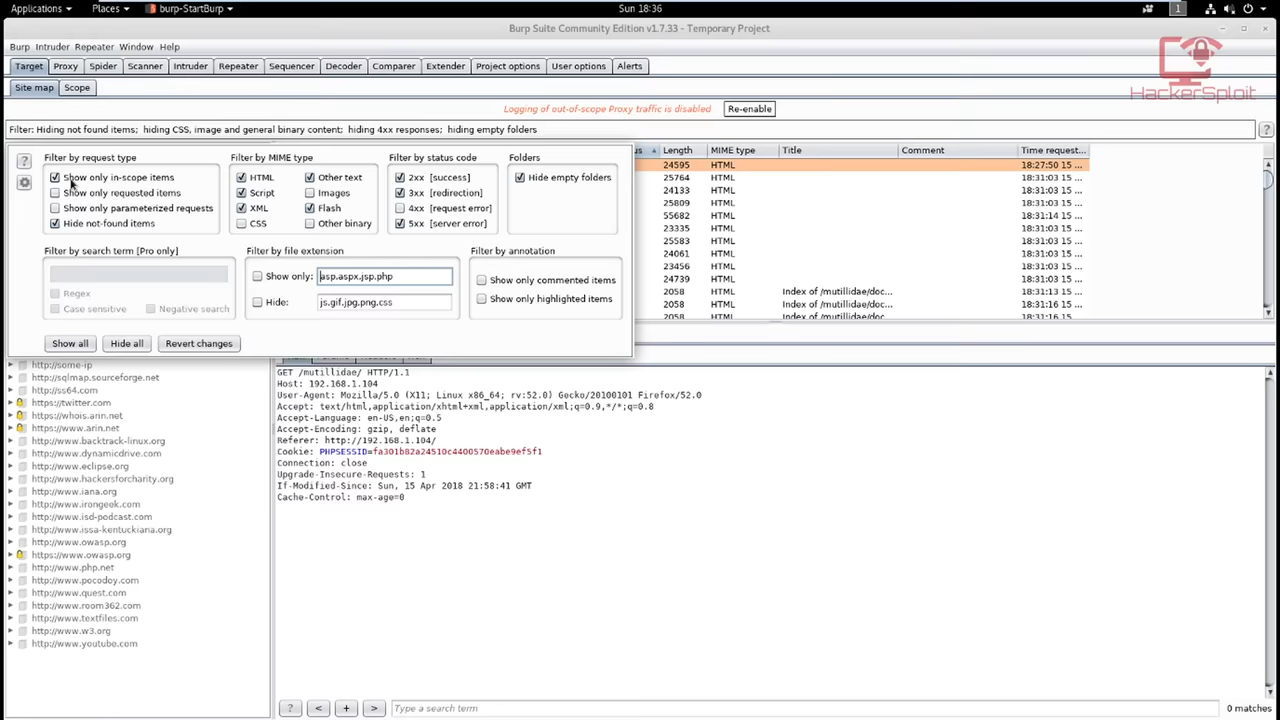 Applications Places burp-StartBurp Sun 18:36 1
Burp Suite Community Edition v1.7.33 - Temporary Project
Burp Intruder Repeater Window Help
Target Proxy Spider Scanner Intruder Repeater Sequencer Decoder Comparer Extender Project options User options Alerts
Site map Scope
HackerSploit
Logging of out-of-scope Proxy traffic is disabled Re-enable
Filter: Hiding not found items; hiding CSS, image and general binary content; hiding 4xx responses; hiding empty folders ?
Filter by request type
Show only in-scope items
Show only requested items
Show only parameterized requests
Hide not-found items
Filter by MIME type
HTML Other text
Script Images
XML Flash
CSS Other binary
Filter by status code
2xx [success]
3xx [redirection]
4xx [request error]
5xx [server error]
Folders
Hide empty folders
Filter by search term [Pro only]
Regex
Case sensitive Negative search
Filter by file extension
Show only: asp.aspx.jsp.php
Hide: js.gif.jpg.png.css
Filter by annotation
Show only commented items
Show only highlighted items
Show all Hide all Revert changes
Length MIME type Title Comment Time request...
24595 HTML 18:27:50 15 ...
25764 HTML 18:31:03 15 ...
24133 HTML 18:31:03 15 ...
25809 HTML 18:31:03 15 ...
55682 HTML 18:31:14 15 ...
23335 HTML 18:31:03 15 ...
25583 HTML 18:31:03 15 ...
24061 HTML 18:31:03 15 ...
23456 HTML 18:31:03 15 ...
24739 HTML 18:31:03 15 ...
2058 HTML Index of /mutillidae/doc... 18:31:13 15 ...
2058 HTML Index of /mutillidae/doc... 18:31:16 15 ...
2058 HTML Index of /mutillidae/doc... 18:31:16 15 ...
http://some-ip
http://sqlmap.sourceforge.net
http://ss64.com
https://twitter.com
https://whois.arin.net
https://www.arin.net
http://www.backtrack-linux.org
http://www.dynamicdrive.com
http://www.eclipse.org
http://www.hackersforcharity.org
http://www.iana.org
http://www.irongeek.com
http://www.isd-podcast.com
http://www.issa-kentuckiana.org
http://www.owasp.org
https://www.owasp.org
http://www.php.net
http://www.pocodoy.com
http://www.quest.com
http://www.room362.com
http://www.textfiles.com
http://www.w3.org
http://www.youtube.com
GET /mutillidae/ HTTP/1.1
Host: 192.168.1.104
User-Agent: Mozilla/5.0 (X11; Linux x86_64; rv:52.0) Gecko/20100101 Firefox/52.0
Accept: text/html,application/xhtml+xml,application/xml;q=0.9,*/*;q=0.8
Accept-Language: en-US,en;q=0.5
Accept-Encoding: gzip, deflate
Referer: http://192.168.1.104/
Cookie: PHPSESSID=fa301b82a24510c4400570eabe9ef5f1
Connection: close
Upgrade-Insecure-Requests: 1
If-Modified-Since: Sun, 15 Apr 2018 21:58:41 GMT
Cache-Control: max-age=0
? < + > Type a search term 0 matches